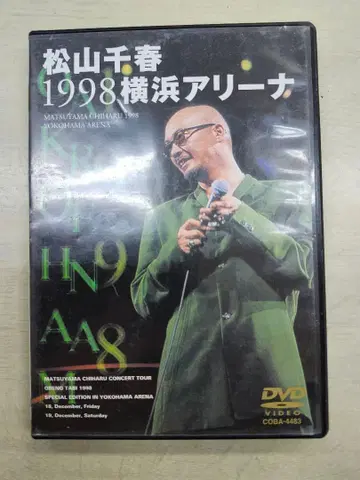 松山千春
1998横浜アリーナ
MATSUYAMA CHIHARU 1998
YOKOHAMA ARENA
MATSUYAMA CHIHARU CONCERT TOUR
1998
SPECIAL EDITION IN YOKOHAMA ARENA
18, December, Friday
19, December, Saturday
DVD
VIDEO
COBA-4483